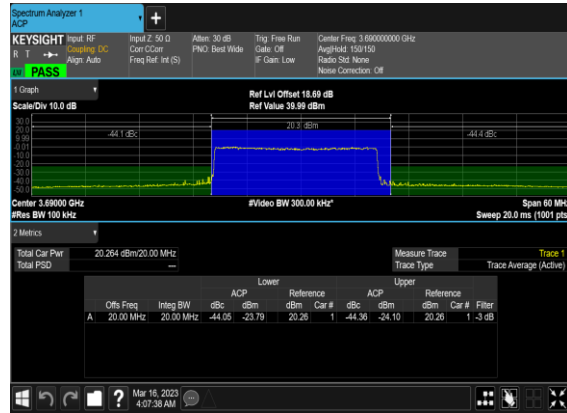 Spectrum Analyzer 1
ACP
KEYSIGHT Input: RF Input Z: 50 Ω Atten: 30 dB Trig: Free Run Center Freq: 3.690000000 GHz
R T Coupling: DC Corr CCorr PNO: Best Wide Gate: Off Avg|Hold: 150/150
Align: Auto Freq Ref: Int (S) IF Gain: Low Radio Std: None
PASS Noise Correction: Off
1 Graph Ref Lvl Offset 18.69 dB
Scale/Div 10.0 dB Ref Value 39.99 dBm
30.0
20.0 20.3 dBm
9.99 -44.1 dBc -44.4 dBc
-0.01
-10.0
-20.0
-30.0
-40.0
-50.0
Center 3.69000 GHz #Video BW 300.00 kHz* Span 60 MHz
#Res BW 100 kHz Sweep 20.0 ms (1001 pts)
2 Metrics
Total Car Pwr 20.264 dBm/20.00 MHz Measure Trace Trace 1
Total PSD --- Trace Type Trace Average (Active)
Lower Upper
ACP Reference ACP Reference
Offs Freq Integ BW dBc dBm dBm Car # dBc dBm dBm Car # Filter
A 20.00 MHz 20.00 MHz -44.05 -23.79 20.26 1 -44.36 -24.10 20.26 1 -3 dB
? Mar 16, 2023
4:07:38 AM